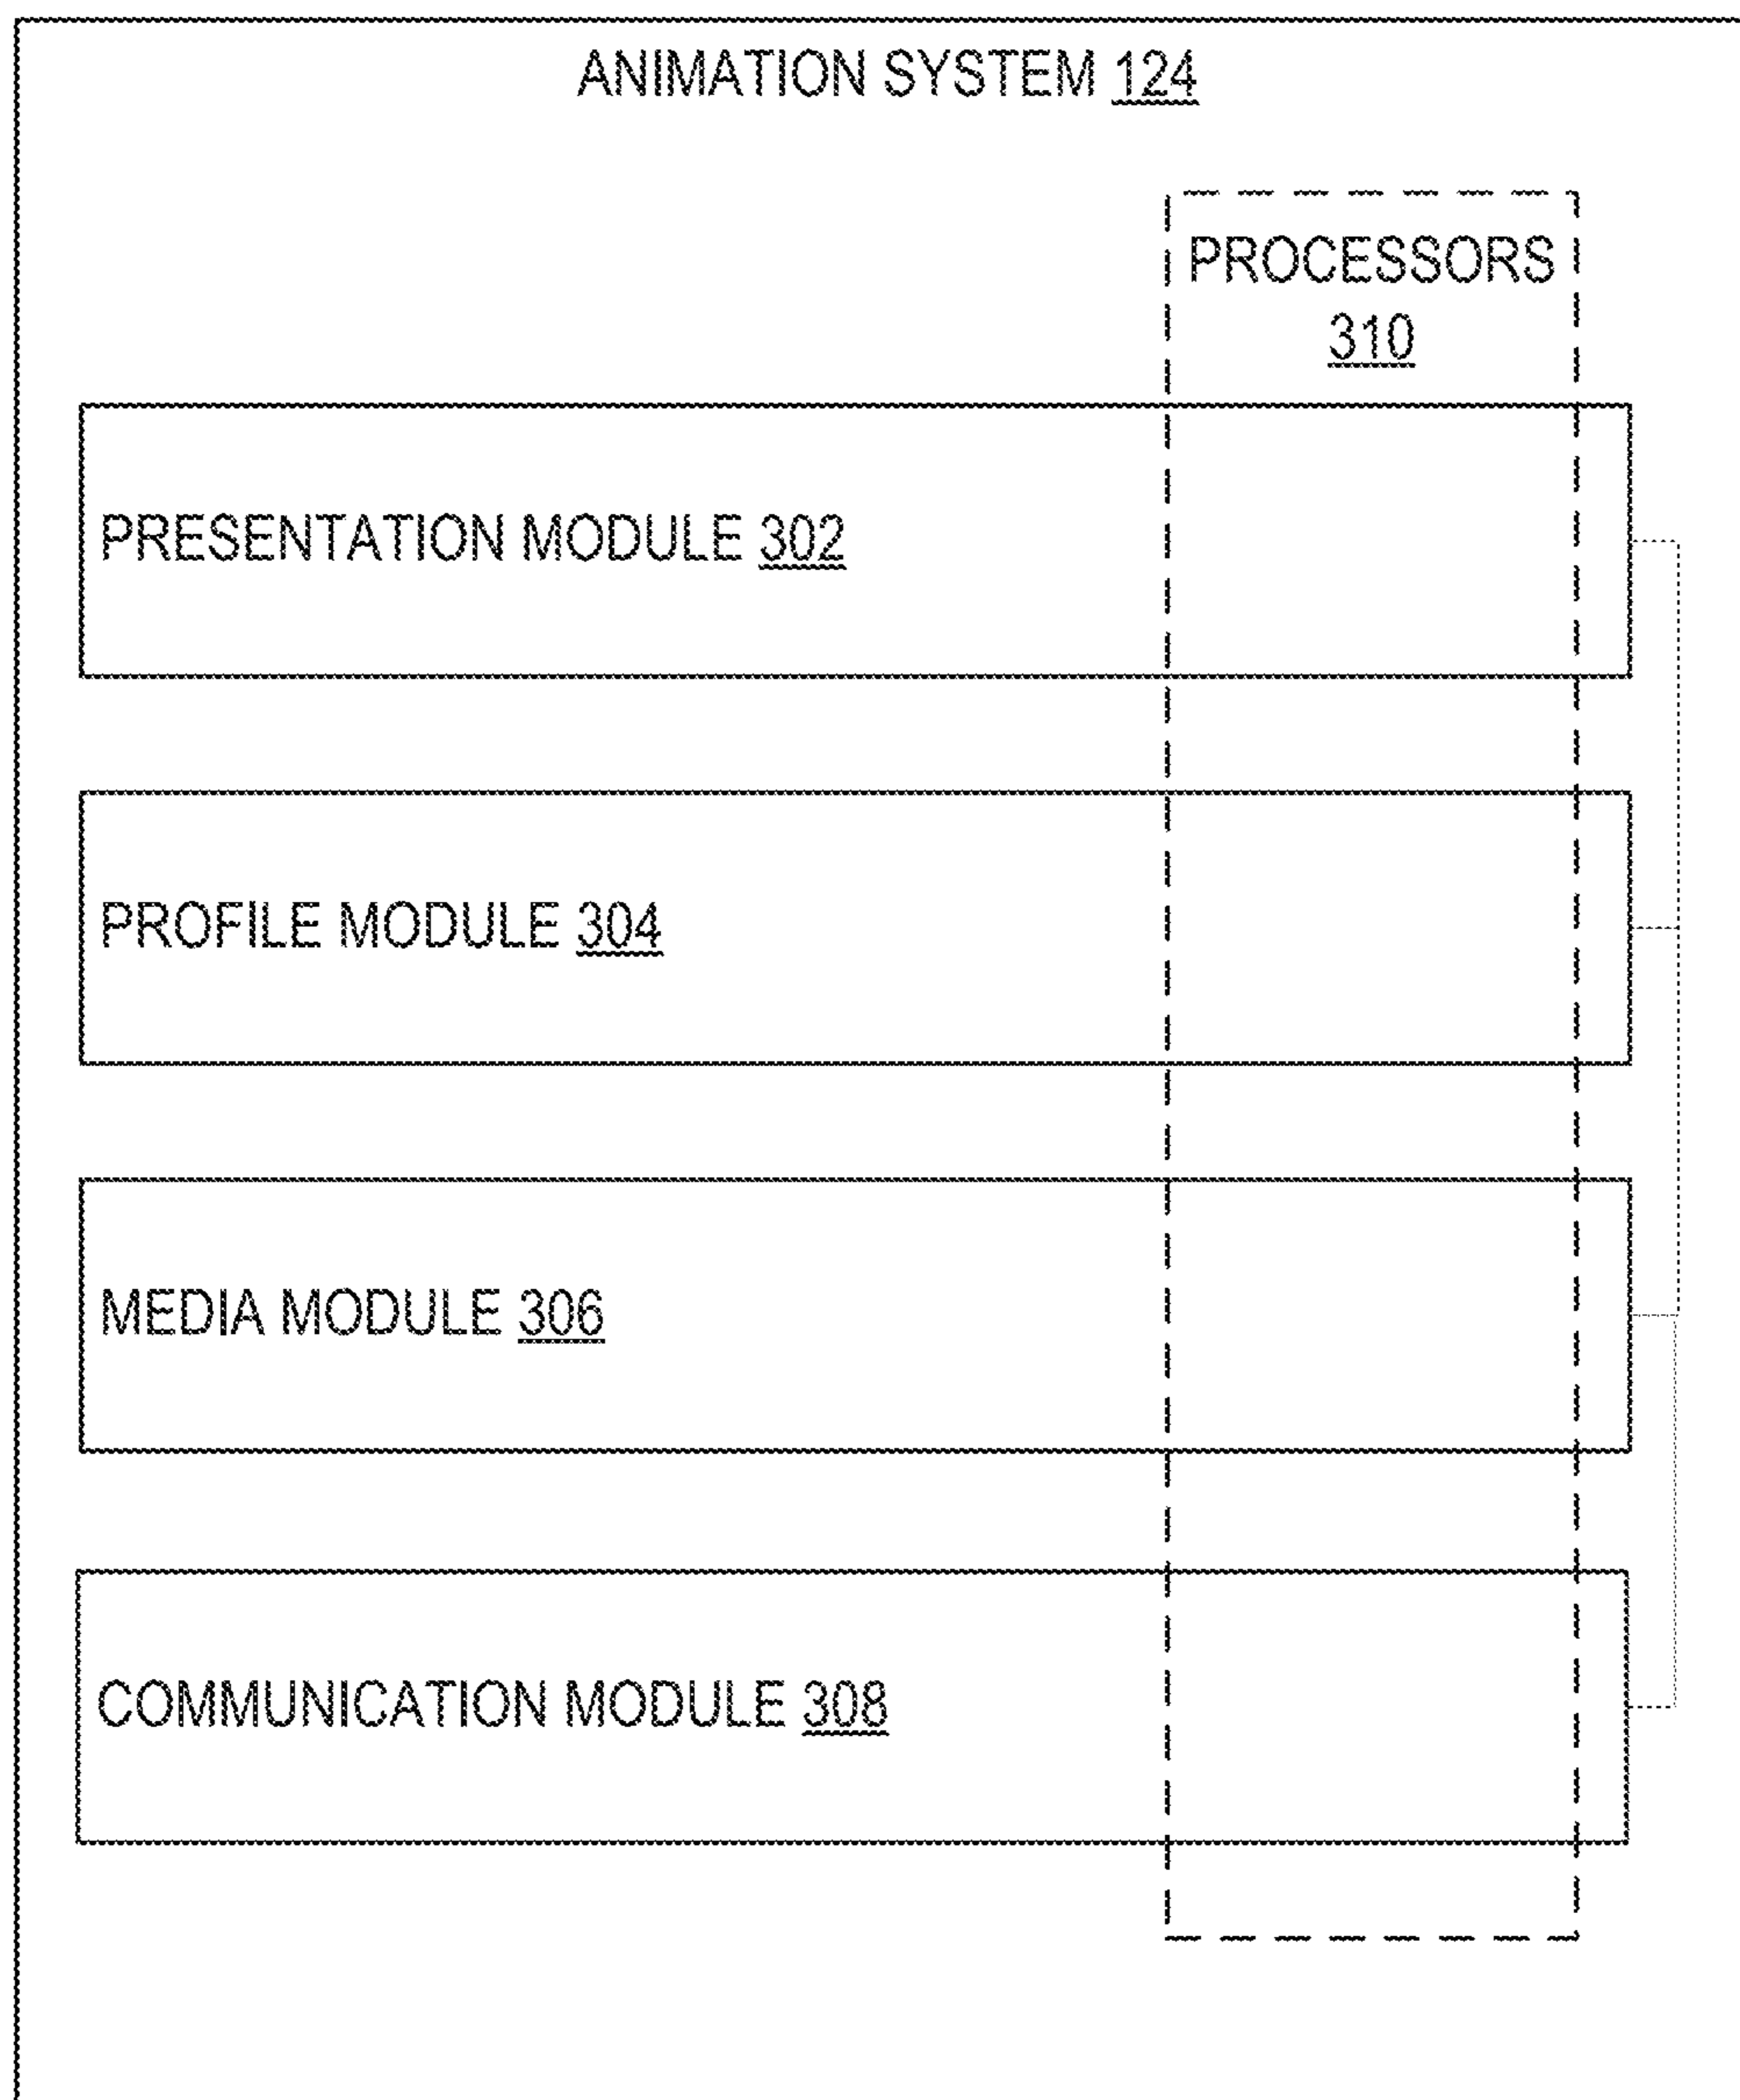 ANIMATION SYSTEM 124
PROCESSORS
310
PRESENTATION MODULE 302
PROFILE MODULE 304
MEDIA MODULE 306
COMMUNICATION MODULE 308